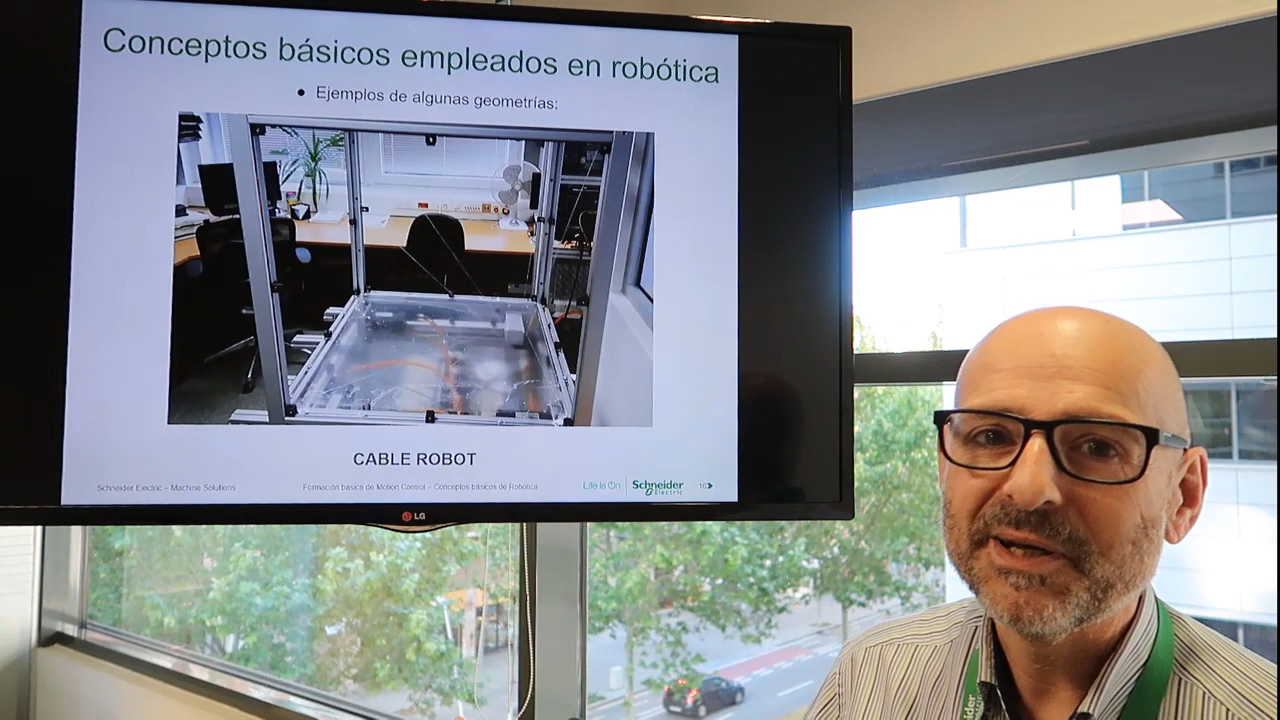 Conceptos básicos empleados en robótica
• Ejemplos de algunas geometrías:
CABLE ROBOT
Schneider Electric – Machine Solutions
Formación básica de Motion Control – Conceptos básicos de Robótica
Life Is On
Schneider
Electric
LG